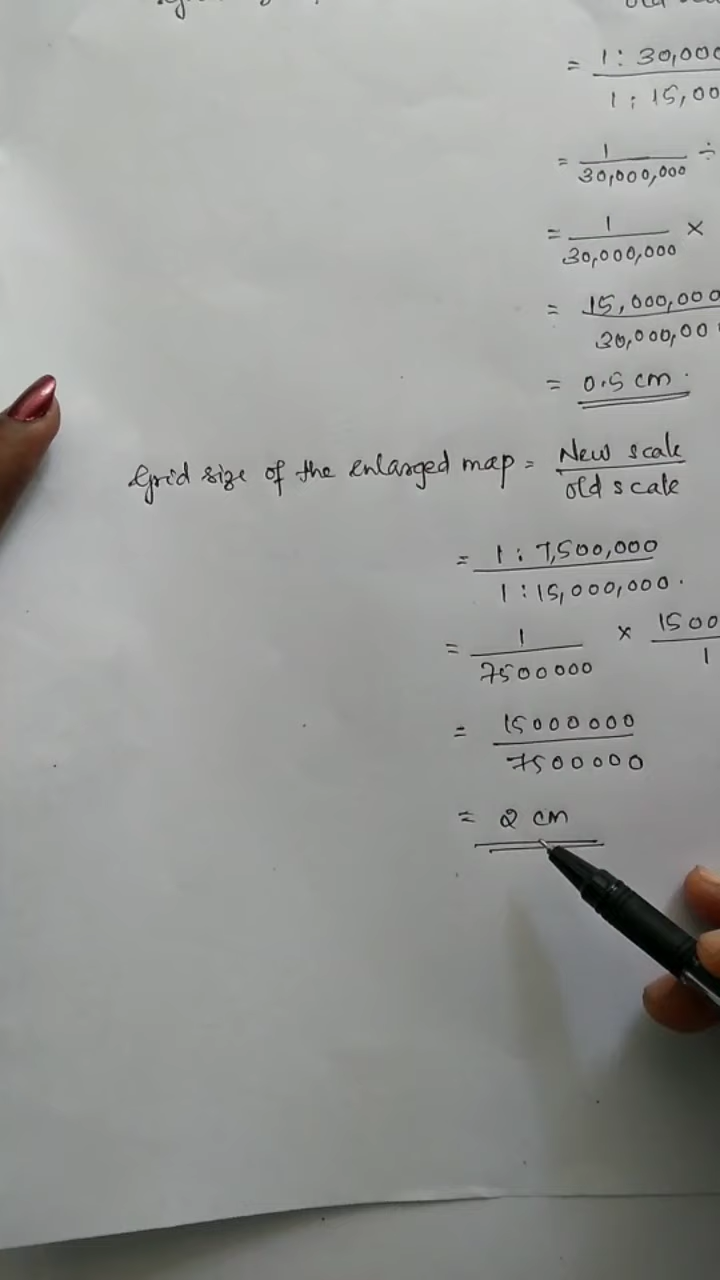 = 1 : 30,000
1 : 15,00
= 1 ÷
30,000,000
= 1 ×
30,000,000
= 15,000,000
30,000,00
= 0.5 cm.
Grid size of the enlarged map = New scale
old scale
= 1 : 7,500,000
1 : 15,000,000.
= 1 × 1500
7500000 1
= 15000000
7500000
= 2 cm